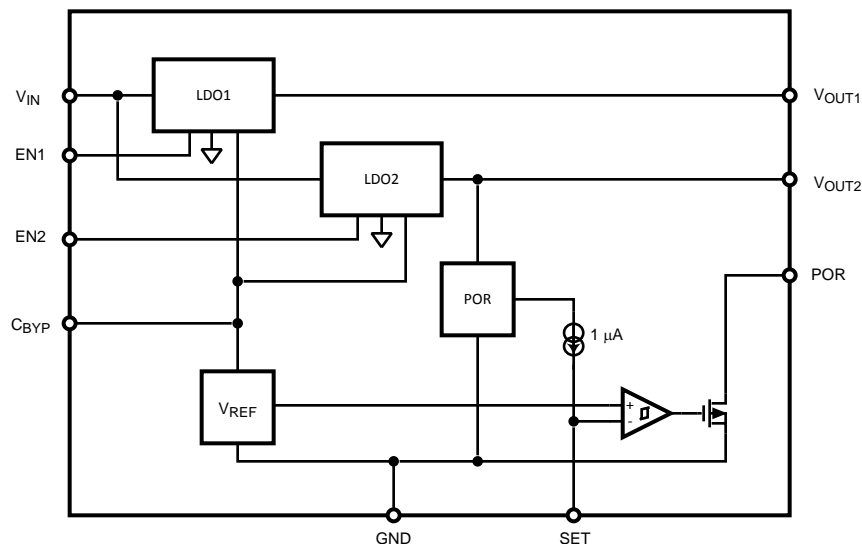 LDO1
VIN
VOUT1
EN1
LDO2
VOUT2
EN2
POR
POR
CBYP
1 µA
VREF
+
-
GND
SET